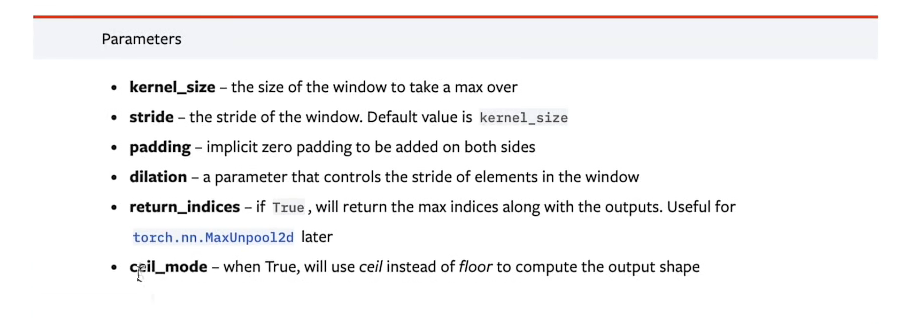 Parameters
• kernel_size – the size of the window to take a max over
• stride – the stride of the window. Default value is kernel_size
• padding – implicit zero padding to be added on both sides
• dilation – a parameter that controls the stride of elements in the window
• return_indices – if True, will return the max indices along with the outputs. Useful for
torch.nn.MaxUnpool2d later
• ceil_mode – when True, will use ceil instead of floor to compute the output shape